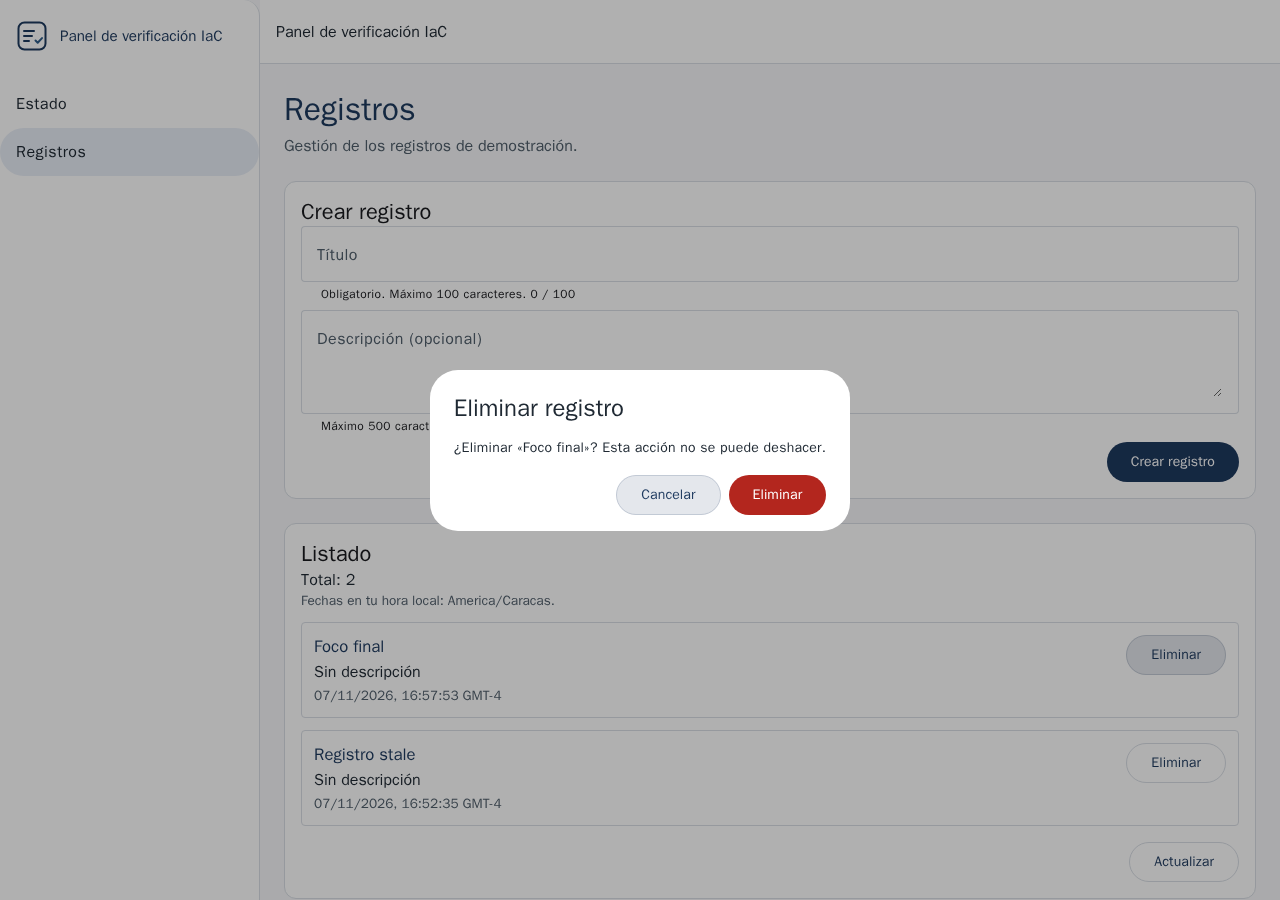 Panel de verificación IaC
Estado
Registros
Panel de verificación IaC
Registros
Gestión de los registros de demostración.
Crear registro
Título
Obligatorio. Máximo 100 caracteres. 0 / 100
Descripción (opcional)
Máximo 500
Crear registro
Eliminar registro
¿Eliminar «Foco final»? Esta acción no se puede deshacer.
Cancelar
Eliminar
Listado
Total: 2
Fechas en tu hora local: America/Caracas.
Foco final
Sin descripción
07/11/2026, 16:57:53 GMT-4
Eliminar
Registro stale
Sin descripción
07/11/2026, 16:52:35 GMT-4
Eliminar
Actualizar